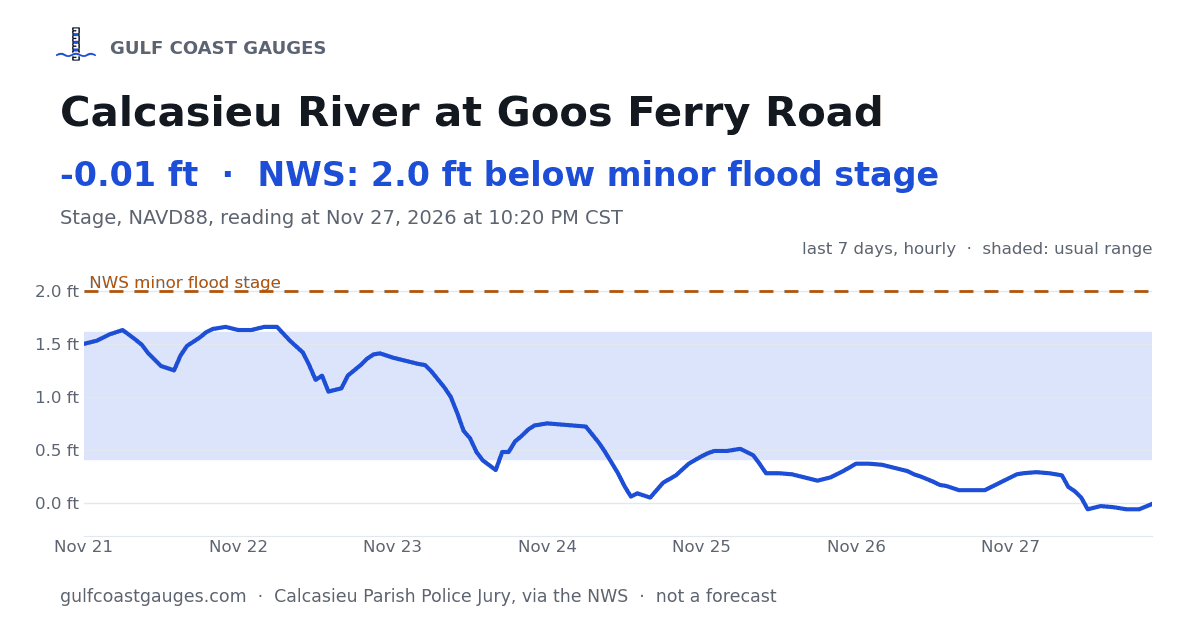 GULF COAST GAUGES
Calcasieu River at Goos Ferry Road
-0.01 ft · NWS: 2.0 ft below minor flood stage
Stage, NAVD88, reading at Nov 27, 2026 at 10:20 PM CST
last 7 days, hourly · shaded: usual range
NWS minor flood stage
2.0 ft
1.5 ft
1.0 ft
0.5 ft
0.0 ft
Nov 21 Nov 22 Nov 23 Nov 24 Nov 25 Nov 26 Nov 27
gulfcoastgauges.com · Calcasieu Parish Police Jury, via the NWS · not a forecast